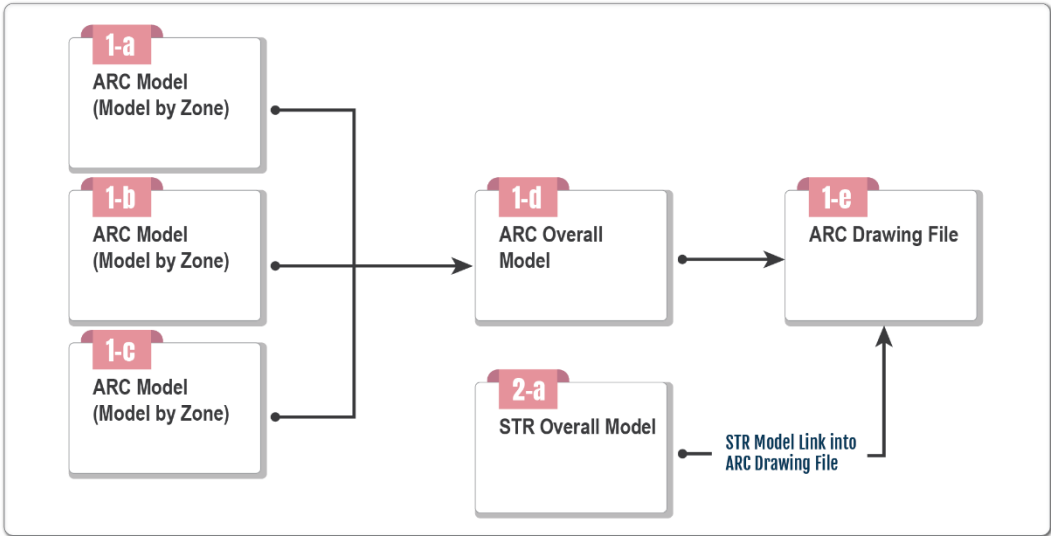 1-a
ARC Model
(Model by Zone)
1-b
ARC Model
(Model by Zone)
1-c
ARC Model
(Model by Zone)
1-d
ARC Overall
Model
1-e
ARC Drawing File
2-a
STR Overall Model
STR Model Link into
ARC Drawing File